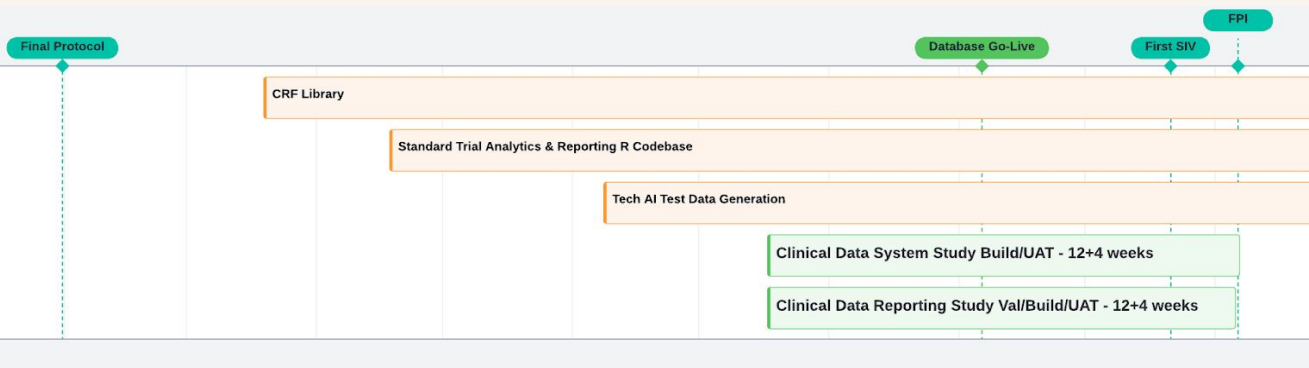 FPI
Final Protocol
Database Go-Live
First SIV
CRF Library
Standard Trial Analytics & Reporting R Codebase
Tech AI Test Data Generation
Clinical Data System Study Build/UAT - 12+4 weeks
Clinical Data Reporting Study Val/Build/UAT - 12+4 weeks